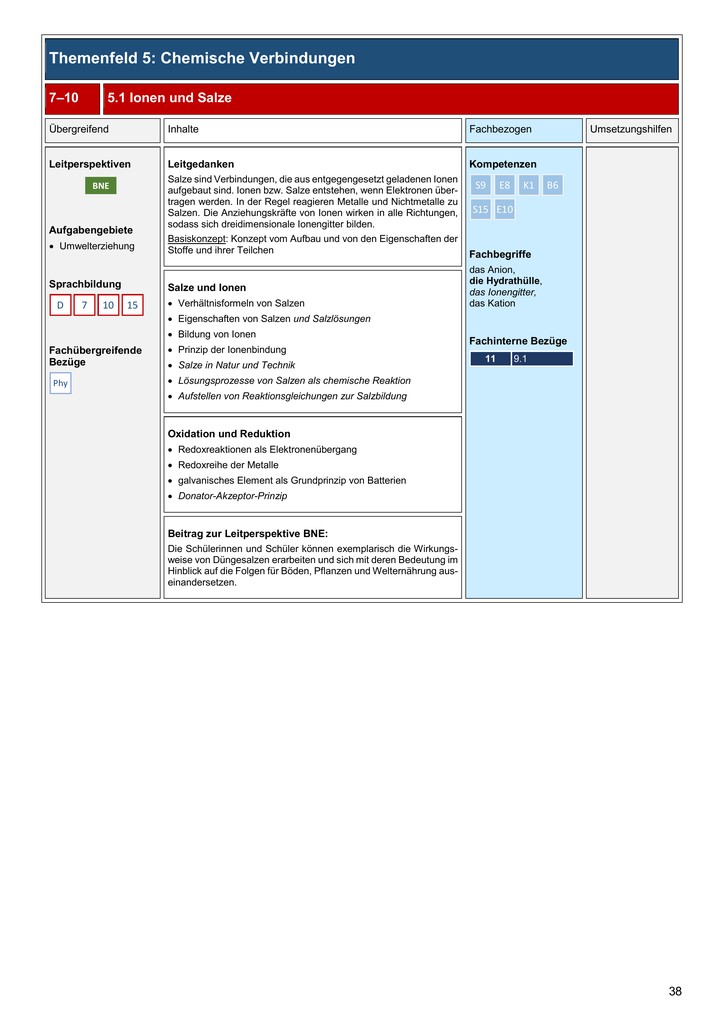 Themenfeld 5: Chemische Verbindungen
7–10 5.1 Ionen und Salze
Übergreifend
Inhalte
Fachbezogen
Umsetzungshilfen
Leitperspektiven
BNE
Aufgabengebiete
• Umwelterziehung
Sprachbildung
D 7 10 15
Fachübergreifende
Bezüge
Phy
Leitgedanken
Salze sind Verbindungen, die aus entgegengesetzt geladenen Ionen
aufgebaut sind. Ionen bzw. Salze entstehen, wenn Elektronen über-
tragen werden. In der Regel reagieren Metalle und Nichtmetalle zu
Salzen. Die Anziehungskräfte von Ionen wirken in alle Richtungen,
sodass sich dreidimensionale Ionengitter bilden.
Basiskonzept: Konzept vom Aufbau und von den Eigenschaften der
Stoffe und ihrer Teilchen
Salze und Ionen
• Verhältnisformeln von Salzen
• Eigenschaften von Salzen und Salzlösungen
• Bildung von Ionen
• Prinzip der Ionenbindung
• Salze in Natur und Technik
• Lösungsprozesse von Salzen als chemische Reaktion
• Aufstellen von Reaktionsgleichungen zur Salzbildung
Oxidation und Reduktion
• Redoxreaktionen als Elektronenübergang
• Redoxreihe der Metalle
• galvanisches Element als Grundprinzip von Batterien
• Donator-Akzeptor-Prinzip
Beitrag zur Leitperspektive BNE:
Die Schülerinnen und Schüler können exemplarisch die Wirkungs-
weise von Düngesalzen erarbeiten und sich mit deren Bedeutung im
Hinblick auf die Folgen für Böden, Pflanzen und Welternährung aus-
einandersetzen.
Kompetenzen
S9 E8 K1 B6
S15 E10
Fachbegriffe
das Anion,
die Hydrathülle,
das Ionengitter,
das Kation
Fachinterne Bezüge
11 9.1
38